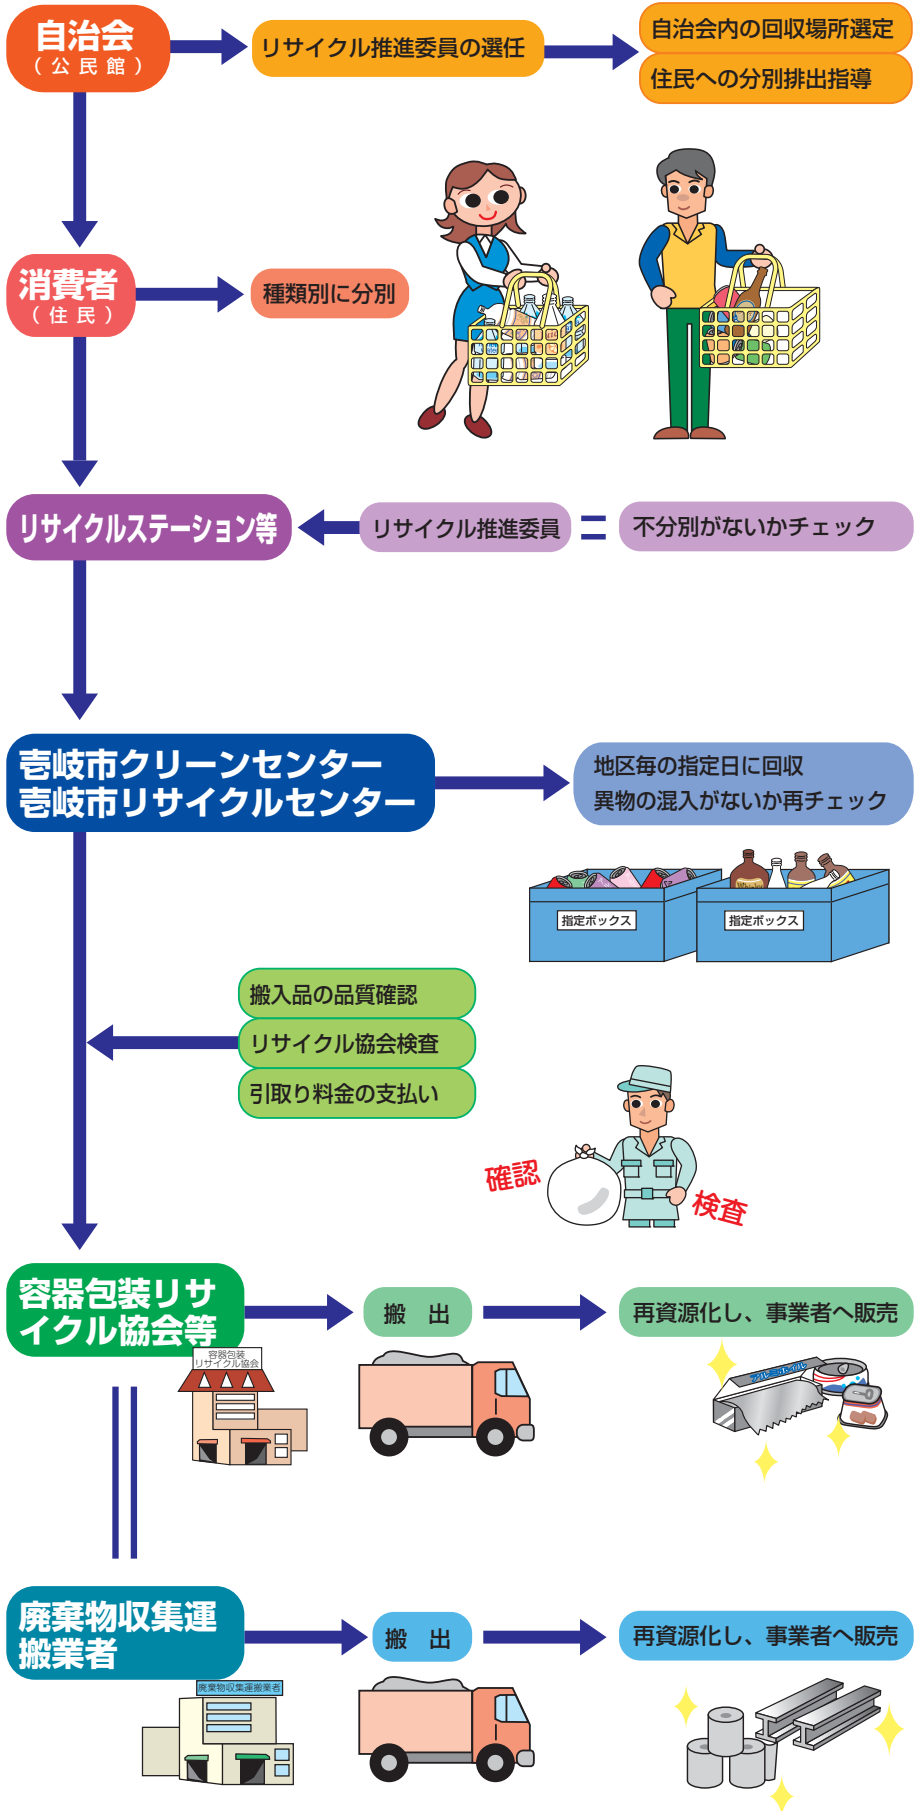 自治会
（公民館）
リサイクル推進委員の選任
自治会内の回収場所選定
住民への分別排出指導
消費者
（住民）
種類別に分別
リサイクルステーション等
リサイクル推進委員
=
不分別がないかチェック
壱岐市クリーンセンター
壱岐市リサイクルセンター
地区毎の指定日に回収
異物の混入がないか再チェック
指定ボックス
指定ボックス
搬入品の品質確認
リサイクル協会検査
引取り料金の支払い
確認
検査
容器包装リサ
イクル協会等
搬　出
再資源化し、事業者へ販売
容器包装
リサイクル協会
アルミホイル
廃棄物収集運
搬業者
搬　出
再資源化し、事業者へ販売
廃棄物収集運搬業者